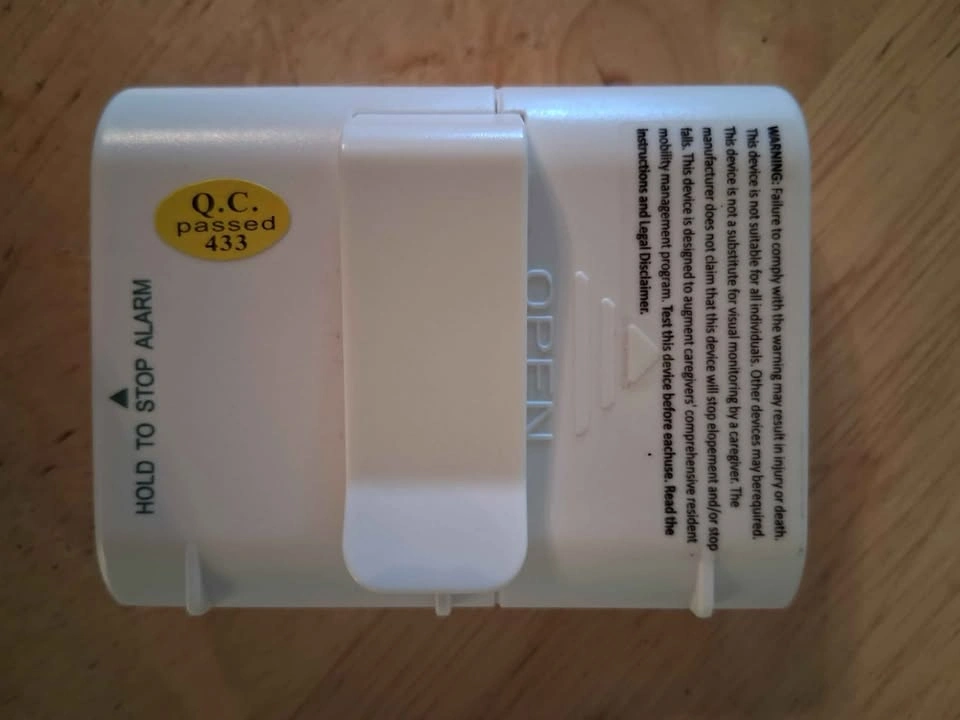 WARNING: Failure to comply with the warning may result in injury or death.
This device is not suitable for all individuals. Other devices may berequired.
This device is not a substitute for visual monitoring by a caregiver. The
manufacturer does not claim that this device will stop elopement and/or stop
falls. This device is designed to augment caregivers' comprehensive resident
mobility management program. Test this device before eachuse. Read the
Instructions and Legal Disclaimer.
OPEN
Q.C.
passed
433
HOLD TO STOP ALARM